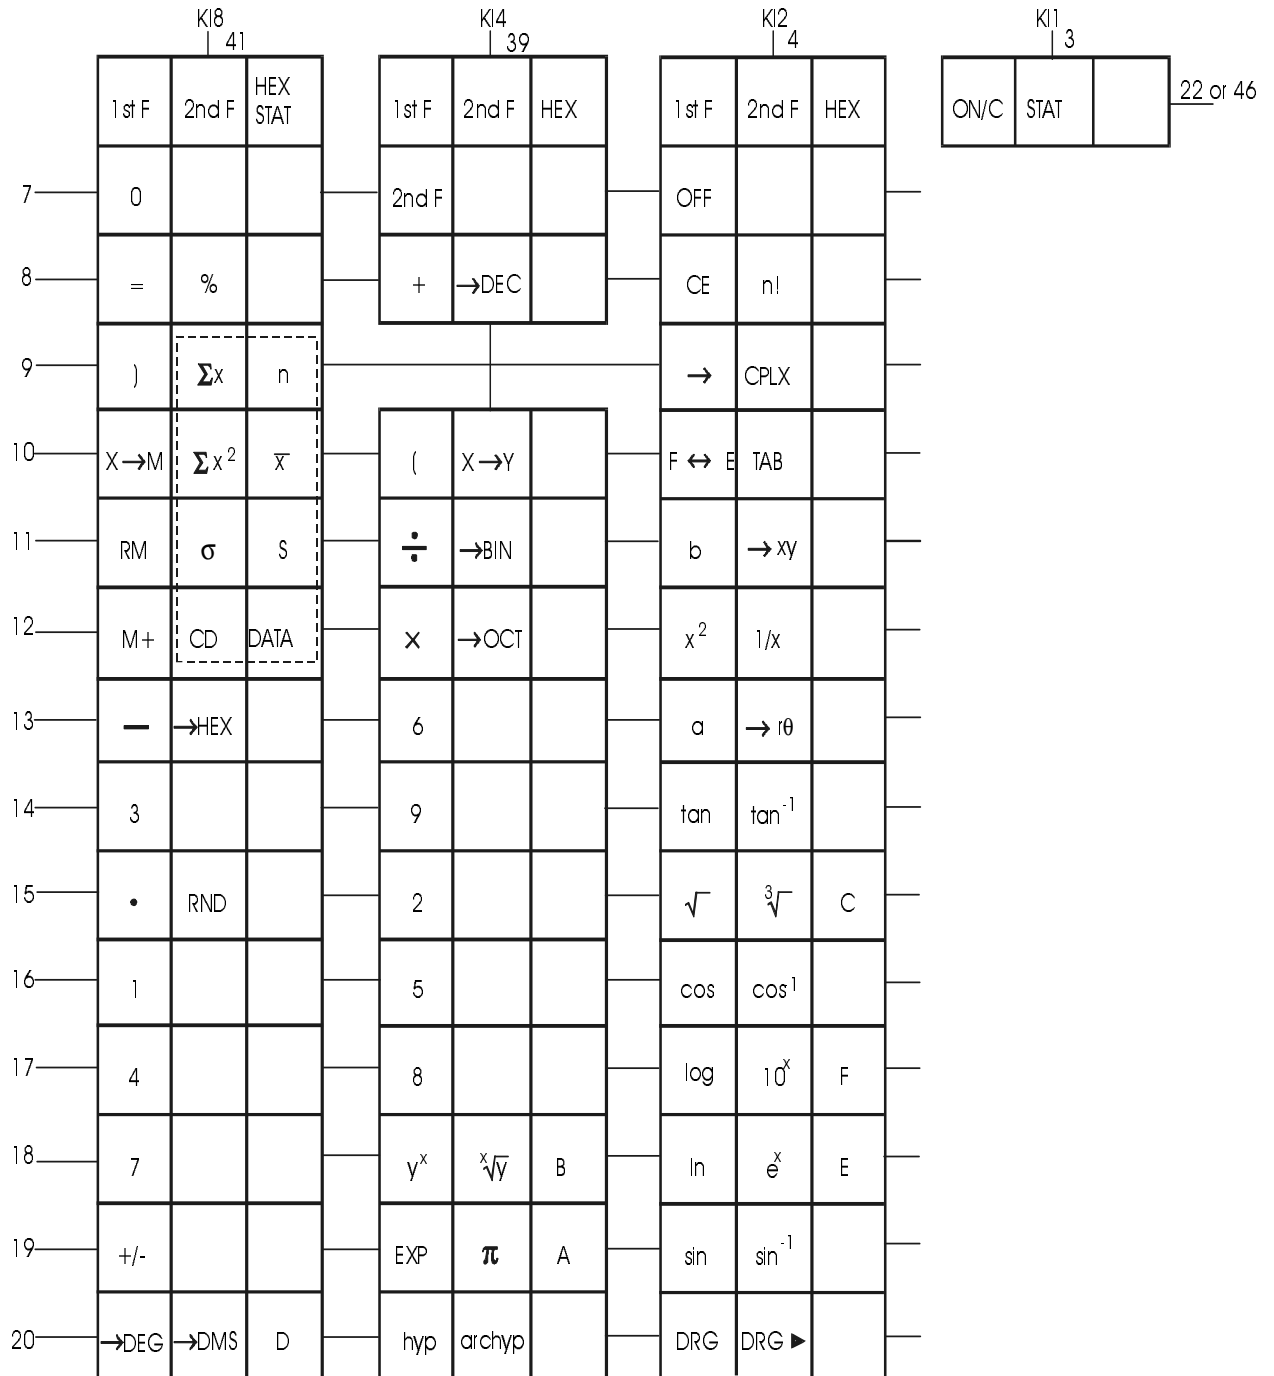 KI8 KI4 KI2 KI1
41 39 4 3
1st F 2nd F HEX STAT 1st F 2nd F HEX 1st F 2nd F HEX ON/C STAT 22 or 46
7 0 2nd F OFF
8 = % + →DEC CE n!
9 ) Σx n → CPLX
10 X→M Σx² x̅ ( X→Y F ↔ E TAB
11 RM σ S ÷ →BIN b →xy
12 M+ CD DATA × →OCT x² 1/x
13 − →HEX 6 a →rθ
14 3 9 tan tan⁻¹
15 • RND 2 √ ³√ C
16 1 5 cos cos¹
17 4 8 log 10ˣ F
18 7 yˣ ˣ√y B ln eˣ E
19 +/- EXP π A sin sin⁻¹
20 →DEG →DMS D hyp archyp DRG DRG ►